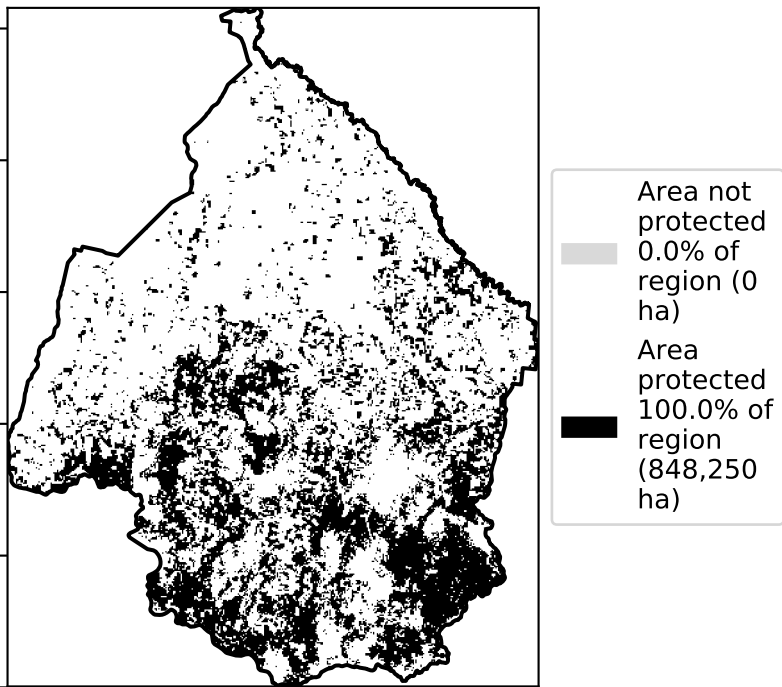 Area not
protected
0.0% of
region (0
ha)
Area
protected
100.0% of
region
(848,250
ha)